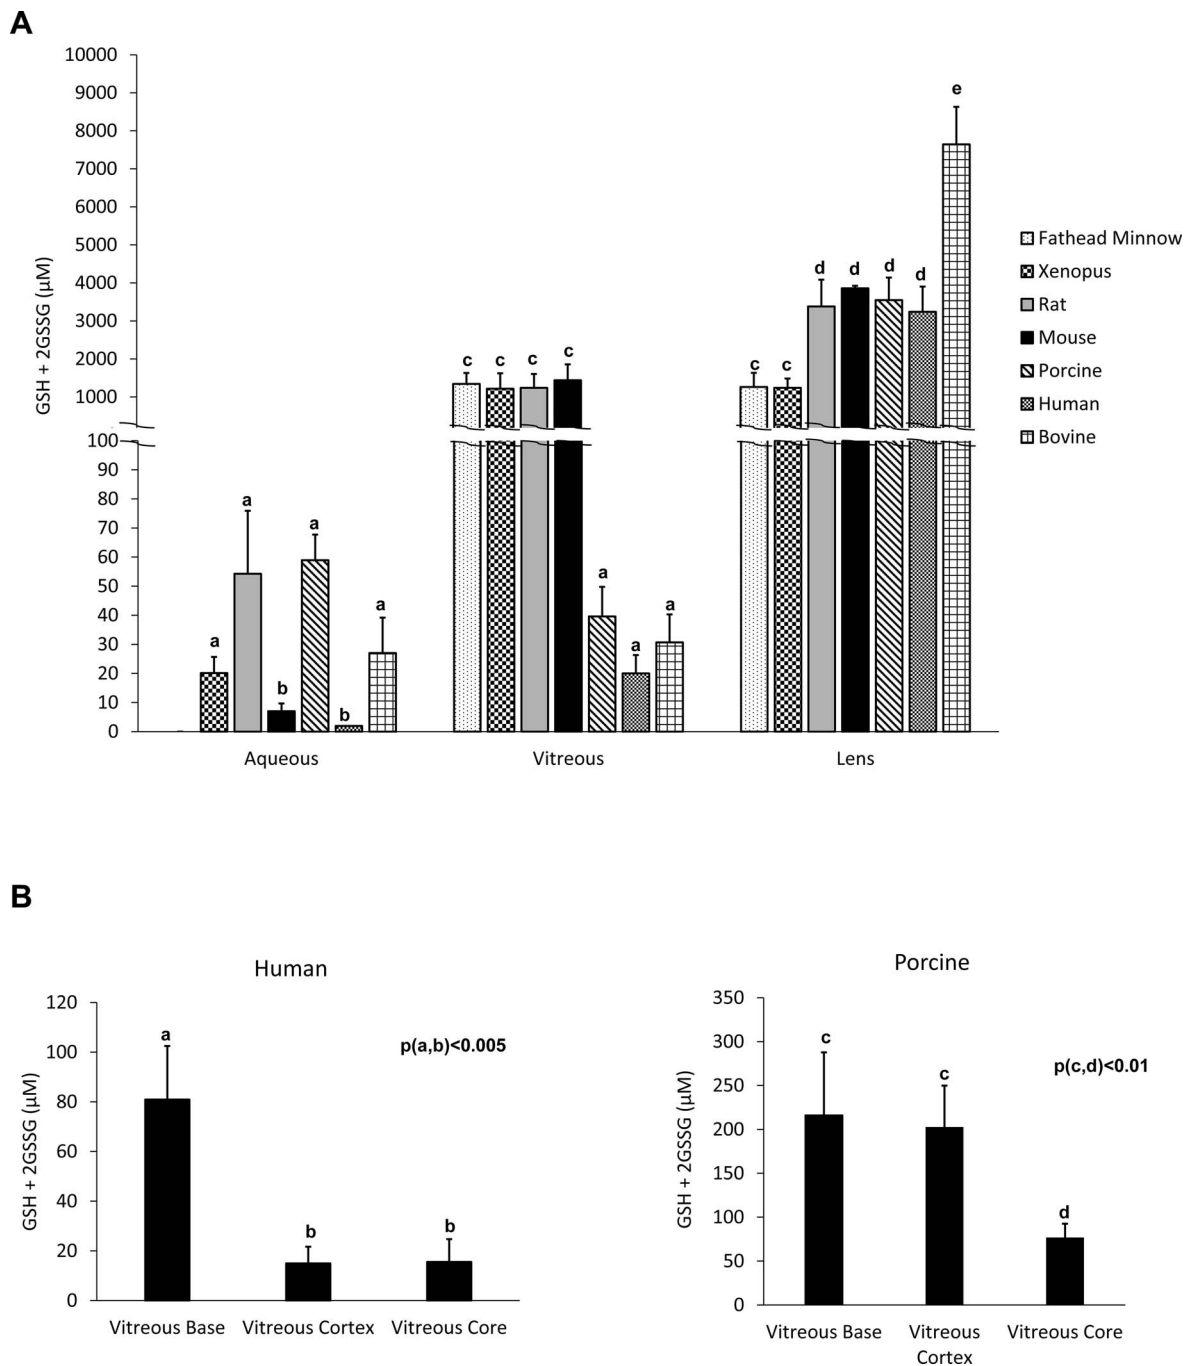 A
10000
9000
8000
7000
6000
5000
4000
3000
2000
1000
100
90
80
70
60
50
40
30
20
10
0
GSH + 2GSSG (µM)
a
a
b
a
b
a
c
c
c
c
a
a
a
c
c
d
d
d
d
e
Aqueous
Vitreous
Lens
Fathead Minnow
Xenopus
Rat
Mouse
Porcine
Human
Bovine
B
Human
120
100
80
60
40
20
0
GSH + 2GSSG (µM)
a
b
b
p(a,b)<0.005
Vitreous Base
Vitreous Cortex
Vitreous Core
Porcine
350
300
250
200
150
100
50
0
GSH + 2GSSG (µM)
c
c
d
p(c,d)<0.01
Vitreous Base
Vitreous
Cortex
Vitreous Core